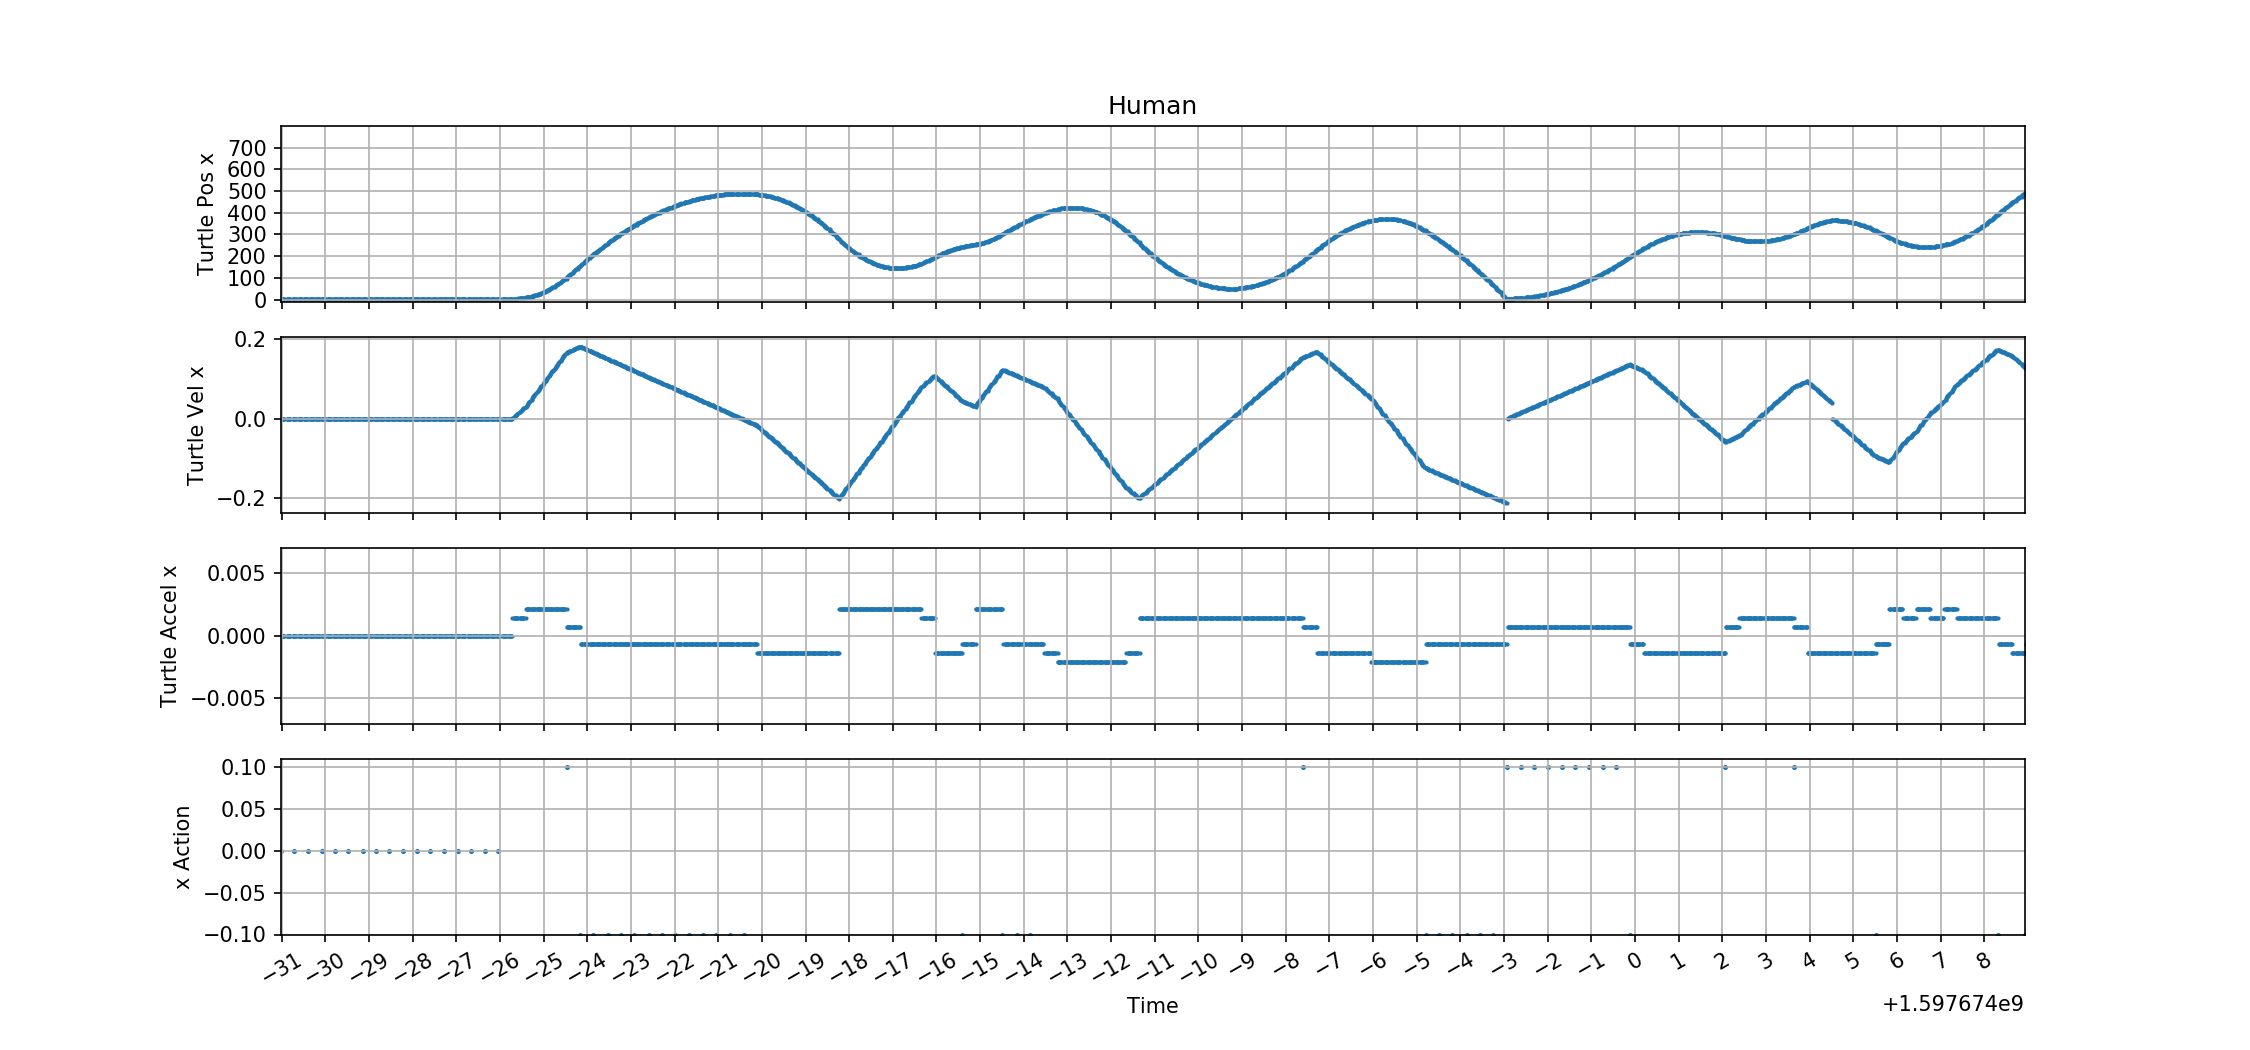 Human
Turtle Pos x
700
600
500
400
300
200
100
0
Turtle Vel x
0.2
0.0
−0.2
Turtle Accel x
0.005
0.000
−0.005
x Action
0.10
0.05
0.00
−0.05
−0.10
−31 −30 −29 −28 −27 −26 −25 −24 −23 −22 −21 −20 −19 −18 −17 −16 −15 −14 −13 −12 −11 −10 −9 −8 −7 −6 −5 −4 −3 −2 −1 0 1 2 3 4 5 6 7 8
Time
+1.597674e9